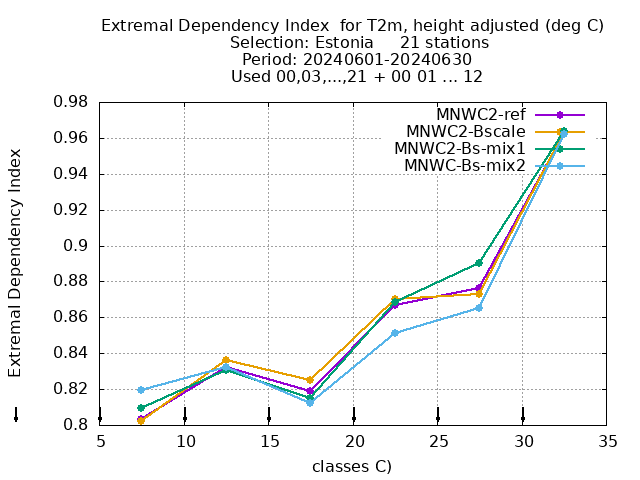 Extremal Dependency Index  for T2m, height adjusted (deg C)
Selection: Estonia     21 stations
Period: 20240601-20240630
Used 00,03,...,21 + 00 01 ... 12
MNWC2-ref
MNWC2-Bscale
MNWC2-Bs-mix1
MNWC-Bs-mix2
Extremal Dependency Index
0.98
0.96
0.94
0.92
0.9
0.88
0.86
0.84
0.82
0.8
5 10 15 20 25 30 35
classes C)